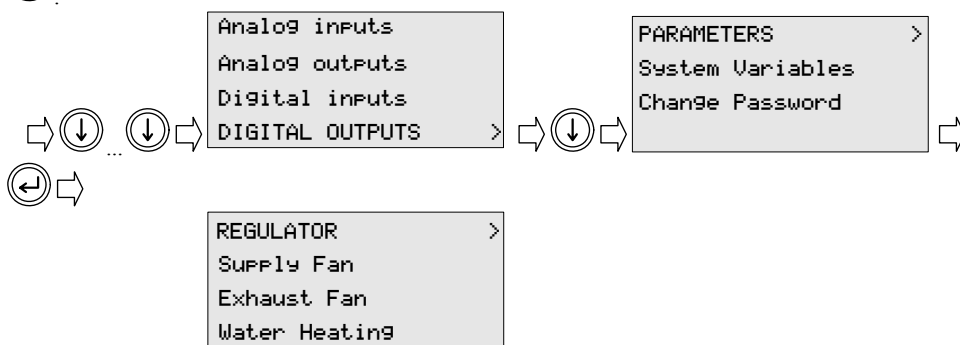 Analog inputs
Analog outputs
Digital inputs
DIGITAL OUTPUTS >
...
PARAMETERS >
System Variables
Change Password
REGULATOR >
Supply Fan
Exhaust Fan
Water Heating